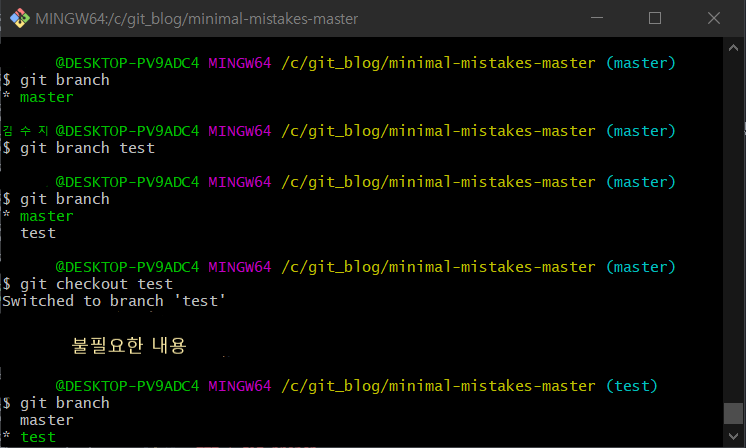 MINGW64:/c/git_blog/minimal-mistakes-master
@DESKTOP-PV9ADC4 MINGW64 /c/git_blog/minimal-mistakes-master (master)
$ git branch
* master
김 수 지 @DESKTOP-PV9ADC4 MINGW64 /c/git_blog/minimal-mistakes-master (master)
$ git branch test
@DESKTOP-PV9ADC4 MINGW64 /c/git_blog/minimal-mistakes-master (master)
$ git branch
* master
test
@DESKTOP-PV9ADC4 MINGW64 /c/git_blog/minimal-mistakes-master (master)
$ git checkout test
Switched to branch 'test'
불필요한 내용
@DESKTOP-PV9ADC4 MINGW64 /c/git_blog/minimal-mistakes-master (test)
$ git branch
master
* test